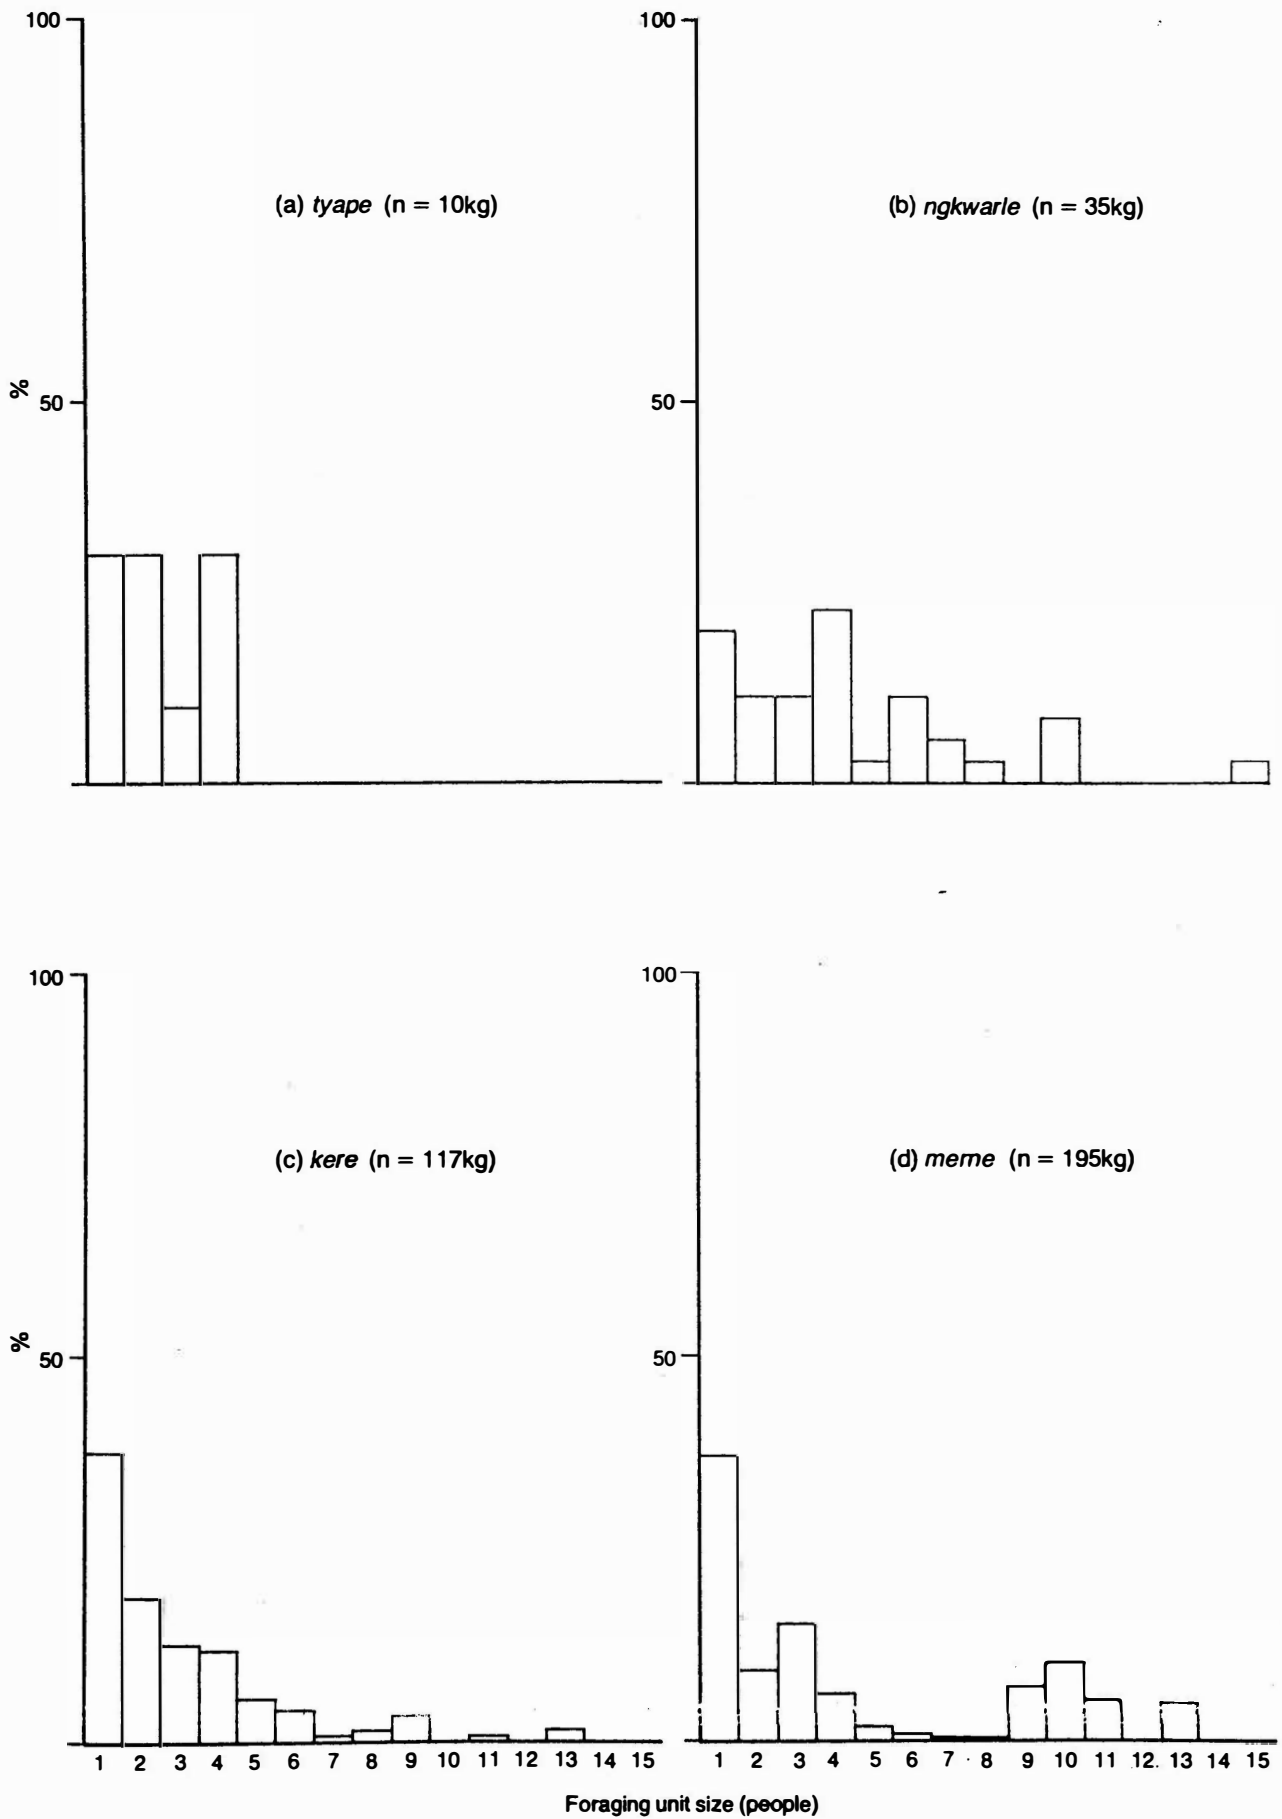 100
100
(a) tyape (n = 10kg)
(b) ngkwarle (n = 35kg)
%
50
50
100
100
(c) kere (n = 117kg)
(d) merne (n = 195kg)
%
50
50
1 2 3 4 5 6 7 8 9 10 11 12 13 14 15
1 2 3 4 5 6 7 8 9 10 11 12 13 14 15
Foraging unit size (people)